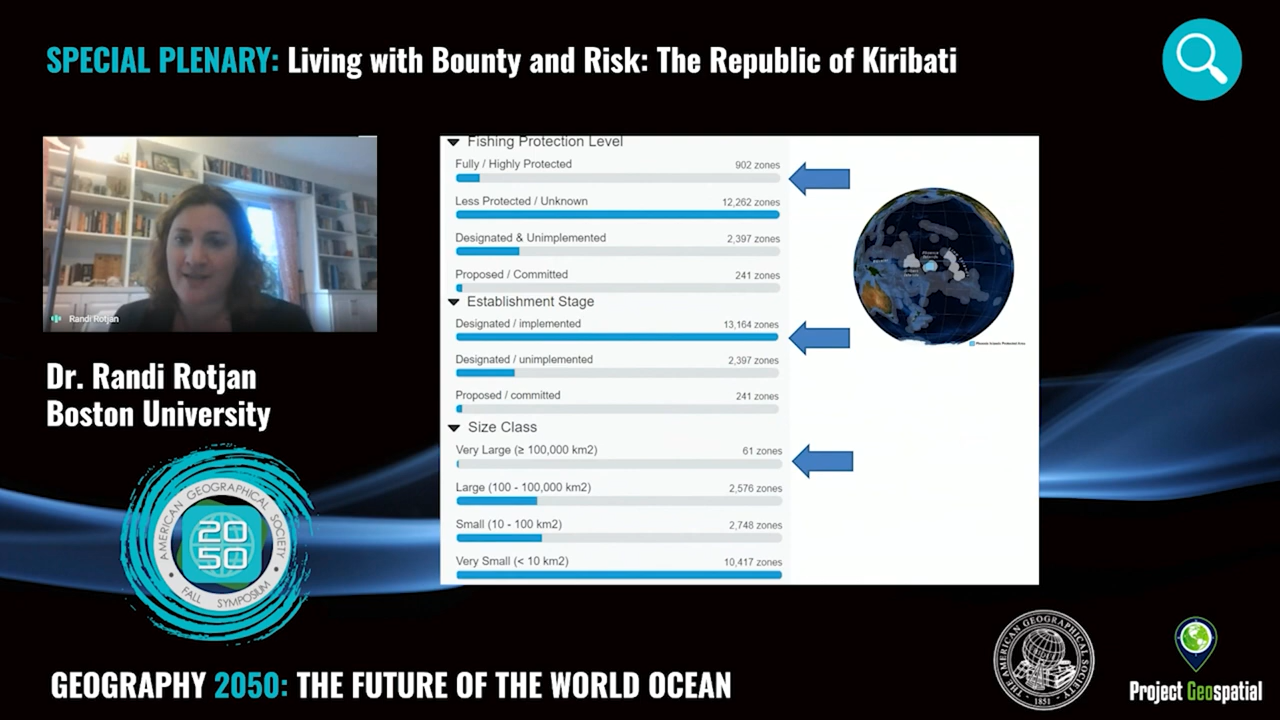 SPECIAL PLENARY: Living with Bounty and Risk: The Republic of Kiribati
Randi Rotjan
Dr. Randi Rotjan
Boston University
Fishing Protection Level
Fully / Highly Protected 902 zones
Less Protected / Unknown 12,262 zones
Designated & Unimplemented 2,397 zones
Proposed / Committed 241 zones
Establishment Stage
Designated / implemented 13,164 zones
Designated / unimplemented 2,397 zones
Proposed / committed 241 zones
Size Class
Very Large (≥ 100,000 km2) 61 zones
Large (100 - 100,000 km2) 2,576 zones
Small (10 - 100 km2) 2,748 zones
Very Small (< 10 km2) 10,417 zones
AMERICAN GEOGRAPHICAL SOCIETY
20
50
FALL SYMPOSIUM
GEOGRAPHY 2050: THE FUTURE OF THE WORLD OCEAN
THE AMERICAN GEOGRAPHICAL SOCIETY
1851
Project Geospatial